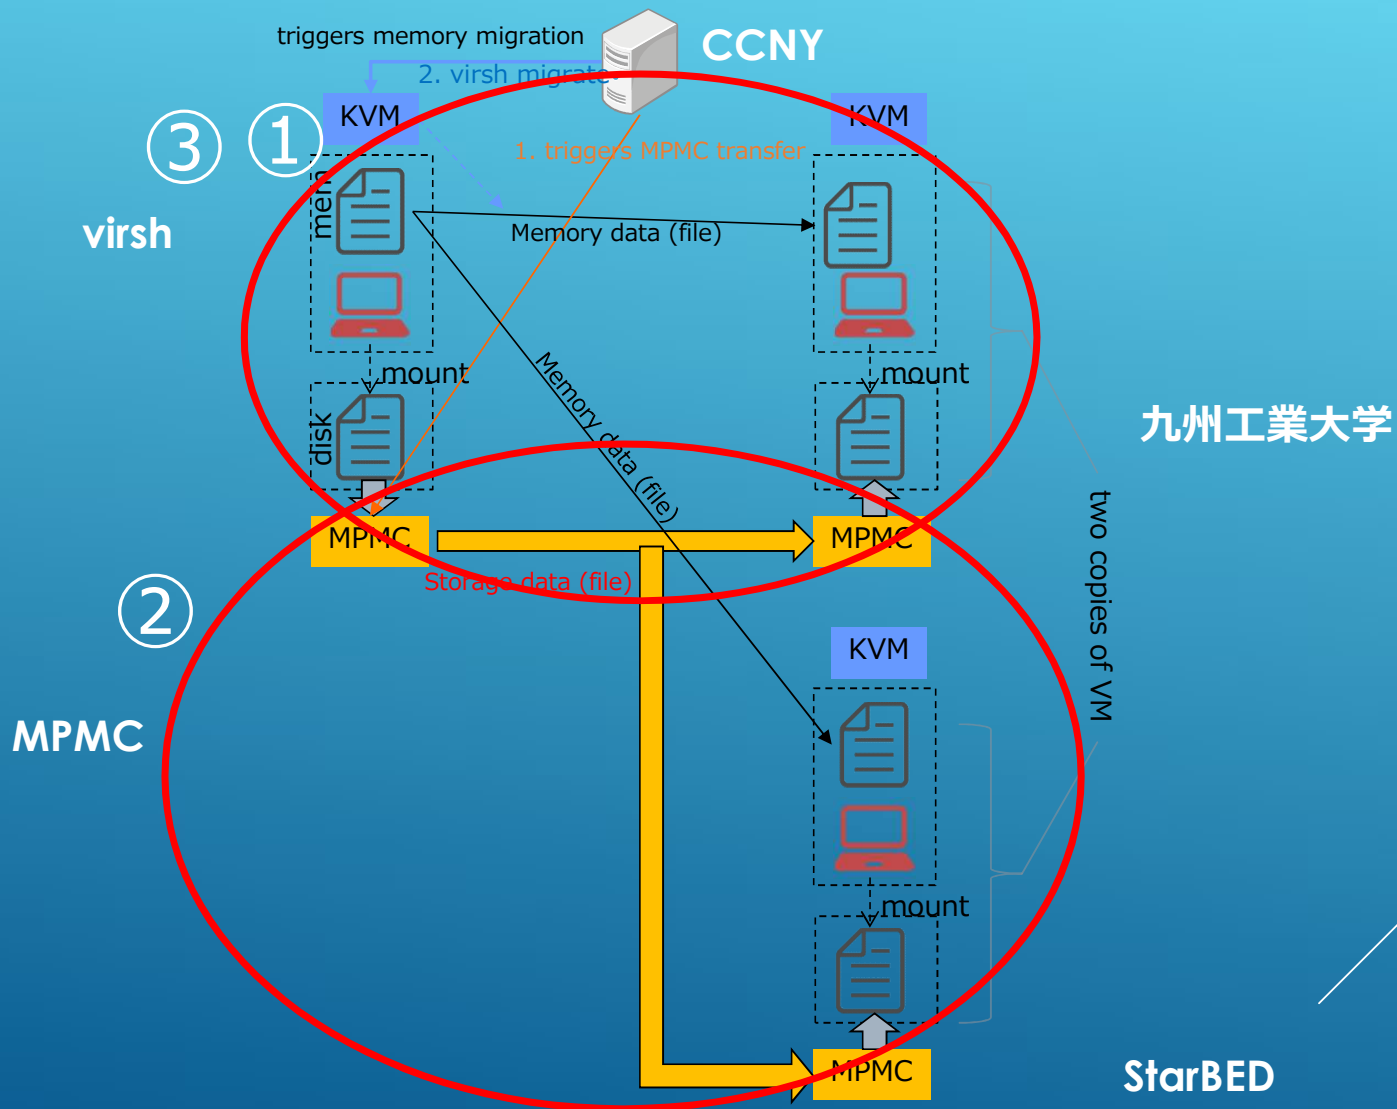 triggers memory migration
CCNY
2. virsh migrate
KVM
KVM
③ ①
1. triggers MPMC transfer
mem
virsh
Memory data (file)
Memory data (file)
mount
mount
disk
九州工業大学
MPMC
MPMC
Storage data (file)
two copies of VM
②
KVM
MPMC
mount
MPMC
StarBED